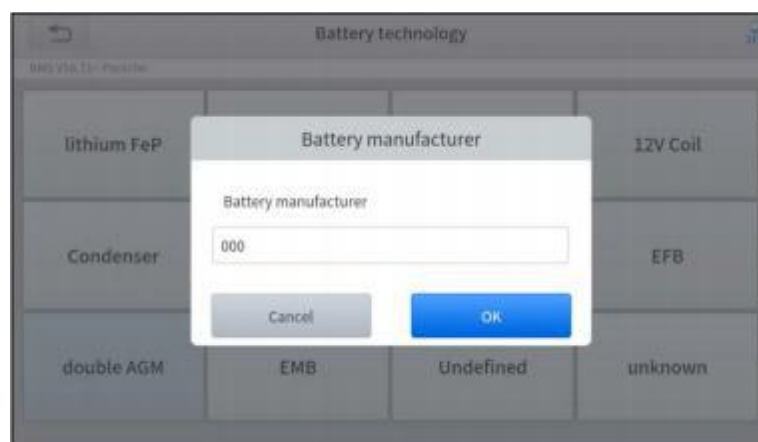 Battery technology
lithium FeP
12V Coil
Battery manufacturer
Battery manufacturer
000
Condenser
EFB
Cancel
OK
double AGM
EMB
Undefined
unknown